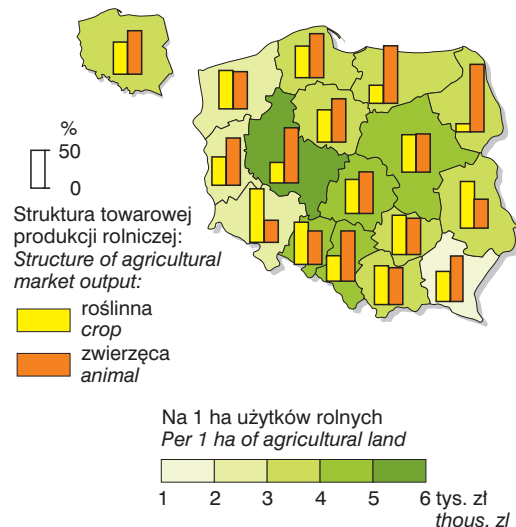 %
50
0
Struktura towarowej
produkcji rolniczej:
Structure of agricultural
market output:
roślinna
crop
zwierzęca
animal
Na 1 ha użytków rolnych
Per 1 ha of agricultural land
1 2 3 4 5 6 tys. zł
thous. zl